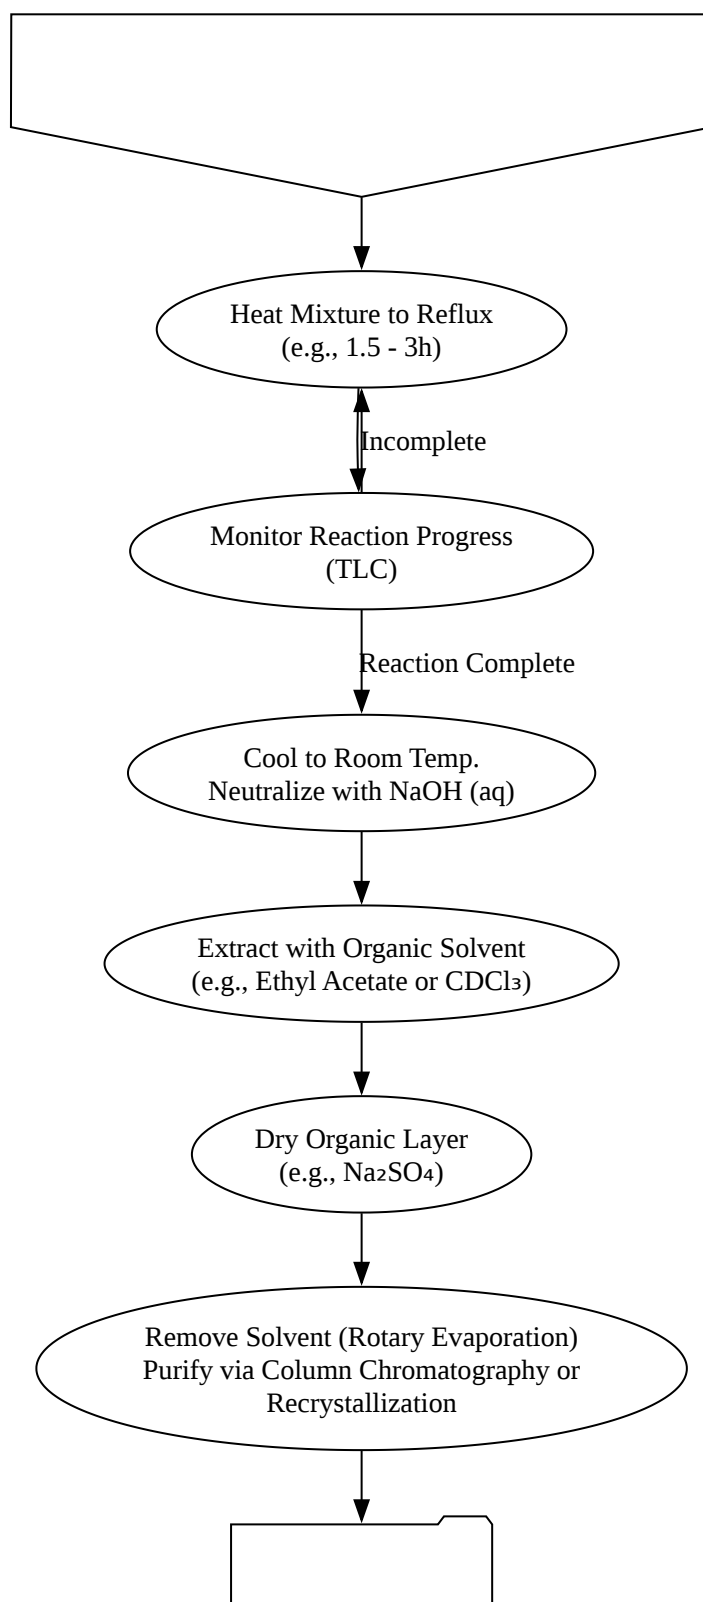 Heat Mixture to Reflux
(e.g., 1.5 - 3h)
Incomplete
Monitor Reaction Progress
(TLC)
Reaction Complete
Cool to Room Temp.
Neutralize with NaOH (aq)
Extract with Organic Solvent
(e.g., Ethyl Acetate or CDCl₃)
Dry Organic Layer
(e.g., Na₂SO₄)
Remove Solvent (Rotary Evaporation)
Purify via Column Chromatography or
Recrystallization